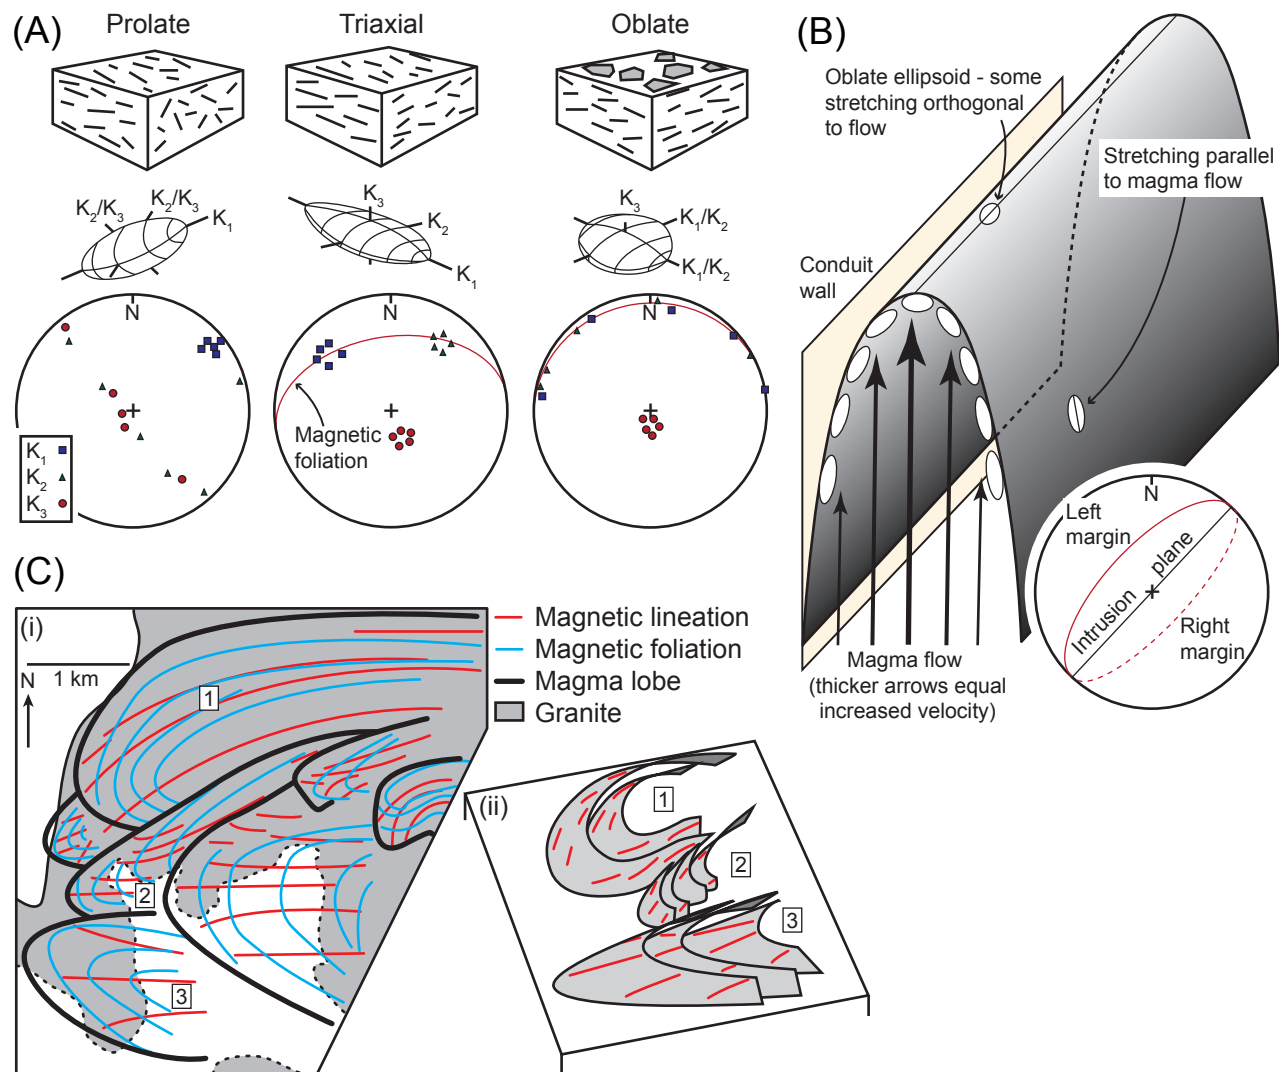 (A)
Prolate
Triaxial
Oblate
K2/K3
K2/K3
K1
K3
K2
K1
K3
K1/K2
K1/K2
N
N
N
Magnetic
foliation
K1
K2
K3
(B)
Oblate ellipsoid - some
stretching orthogonal
to flow
Stretching parallel
to magma flow
Conduit
wall
Magma flow
(thicker arrows equal
increased velocity)
N
Left
margin
Intrusion plane
Right
margin
(C)
(i)
1 km
N
1
2
3
Magnetic lineation
Magnetic foliation
Magma lobe
Granite
(ii)
1
2
3